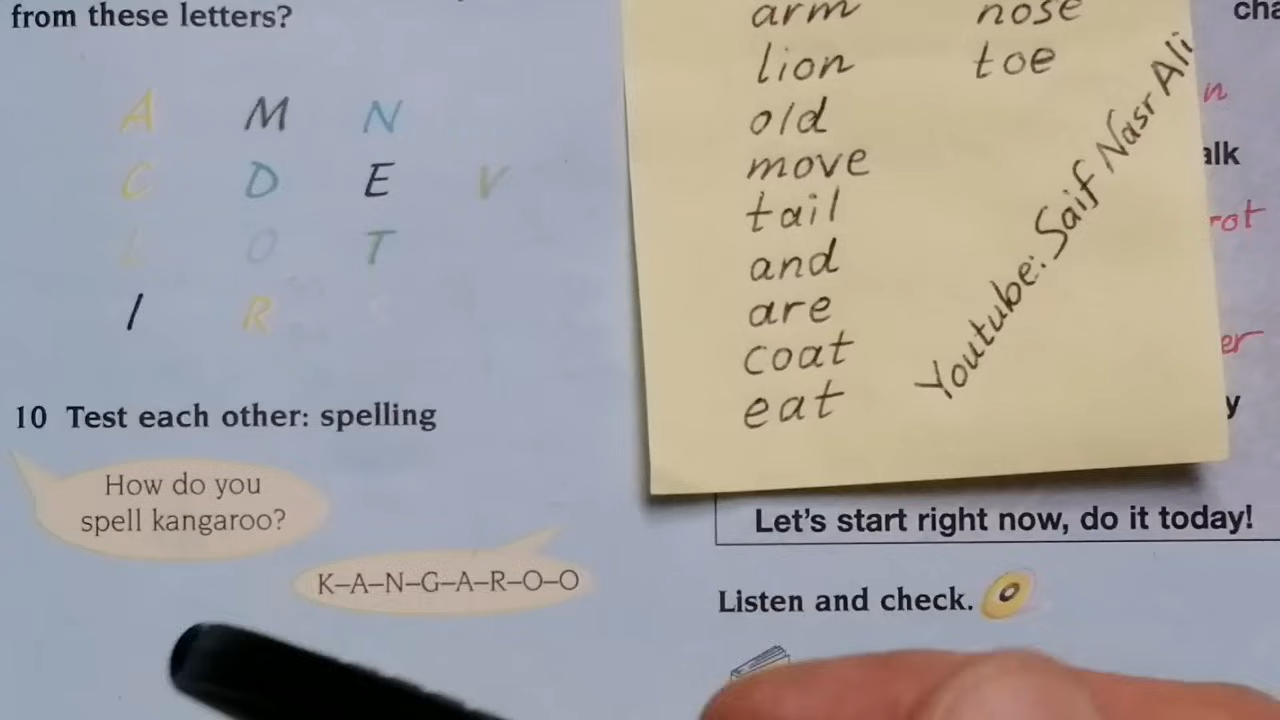 from these letters?
A M N
C D E V
L O T
I R S
10 Test each other: spelling
How do you
spell kangaroo?
K–A–N–G–A–R–O–O
arm nose
lion toe
old
move
tail
and
are
coat
eat
Youtube: Saif Nasr Ali
cha
n
alk
rot
er
y
Let's start right now, do it today!
Listen and check.